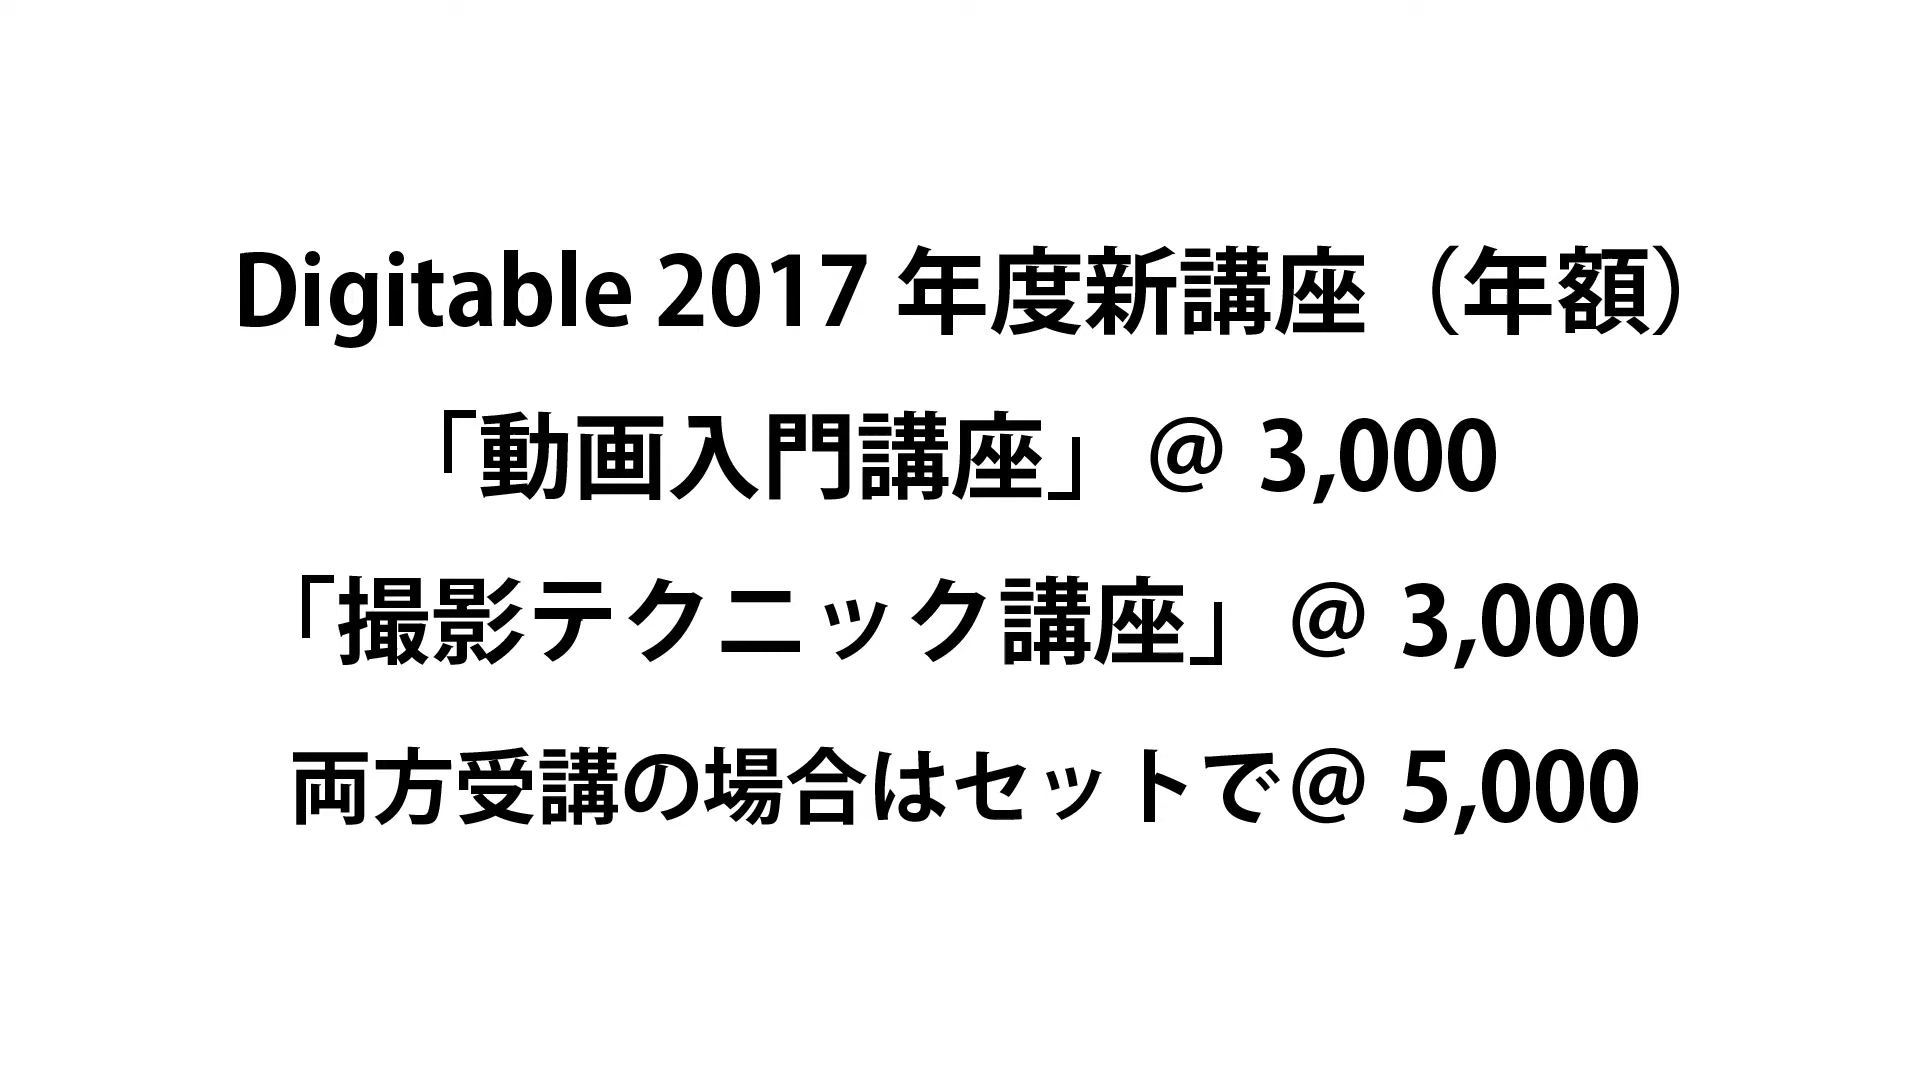 Digitable 2017 年度新講座（年額）
「動画入門講座」@ 3,000
「撮影テクニック講座」@ 3,000
両方受講の場合はセットで@ 5,000